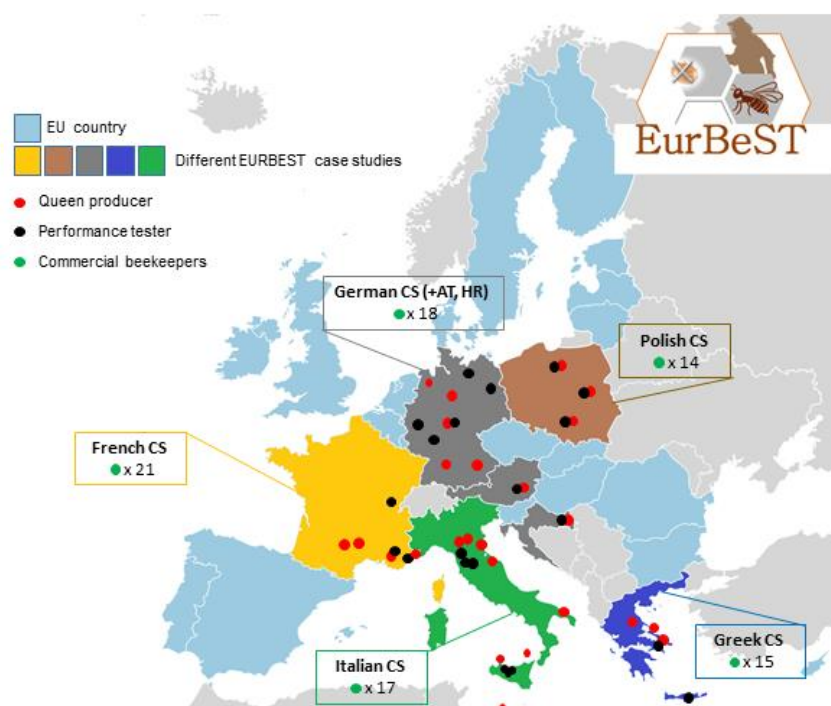 EurBeST
EU country
Different EURBEST case studies
Queen producer
Performance tester
Commercial beekeepers
German CS (+AT, HR)
x 18
Polish CS
x 14
French CS
x 21
Greek CS
x 15
Italian CS
x 17